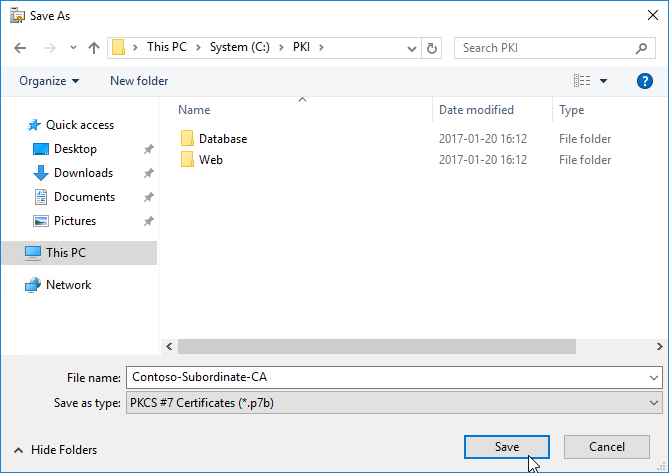 Save As
This PC > System (C:) > PKI >
Search PKI
Organize
New folder
?
Name
Date modified
Type
Quick access
Desktop
Downloads
Documents
Pictures
This PC
Network
Database 2017-01-20 16:12 File folder
Web 2017-01-20 16:12 File folder
File name: Contoso-Subordinate-CA
Save as type: PKCS #7 Certificates (*.p7b)
Hide Folders
Save
Cancel